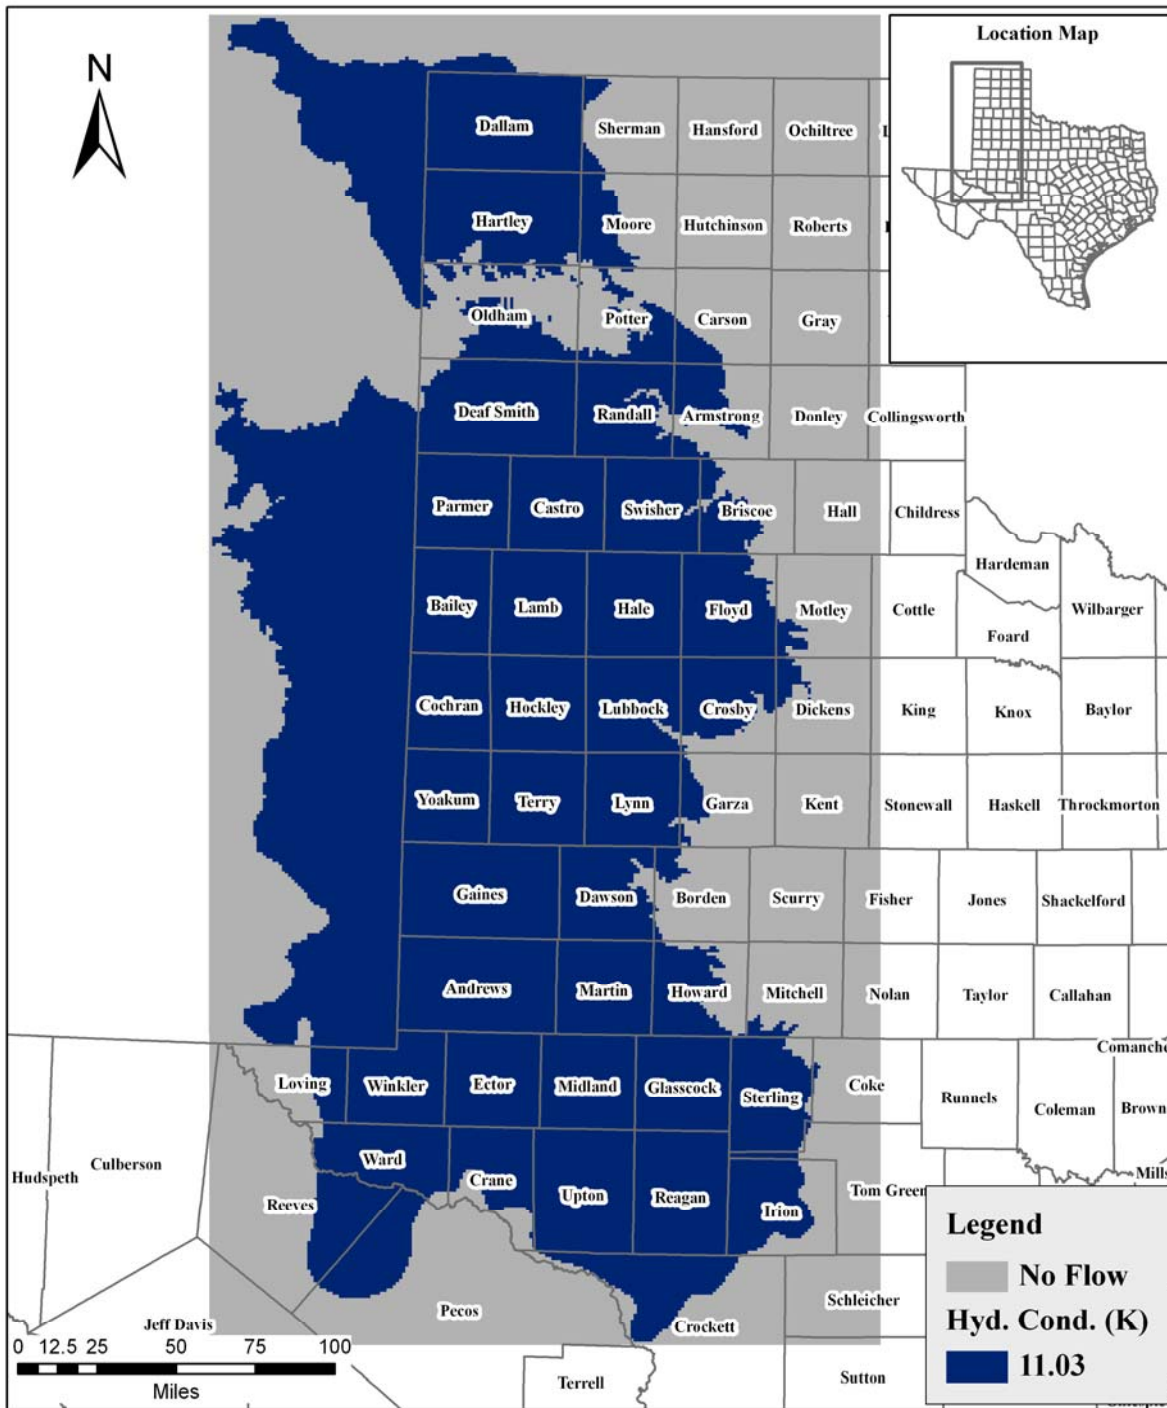 Location Map
N
Dallam
Sherman
Hansford
Ochiltree
Hartley
Moore
Hutchinson
Roberts
Oldham
Potter
Carson
Gray
Deaf Smith
Randall
Armstrong
Donley
Collingsworth
Parmer
Castro
Swisher
Briscoe
Hall
Childress
Hardeman
Bailey
Lamb
Hale
Floyd
Motley
Cottle
Foard
Wilbarger
Cochran
Hockley
Lubbock
Crosby
Dickens
King
Knox
Baylor
Yoakum
Terry
Lynn
Garza
Kent
Stonewall
Haskell
Throckmorton
Gaines
Dawson
Borden
Scurry
Fisher
Jones
Shackelford
Andrews
Martin
Howard
Mitchell
Nolan
Taylor
Callahan
Comanche
Loving
Winkler
Ector
Midland
Glasscock
Sterling
Coke
Runnels
Coleman
Brown
Hudspeth
Culberson
Ward
Crane
Mills
Reeves
Upton
Reagan
Irion
Tom Green
Pecos
Schleicher
Jeff Davis
Crockett
Terrell
Sutton
Legend
No Flow
Hyd. Cond. (K)
11.03
0 12.5 25 50 75 100
Miles